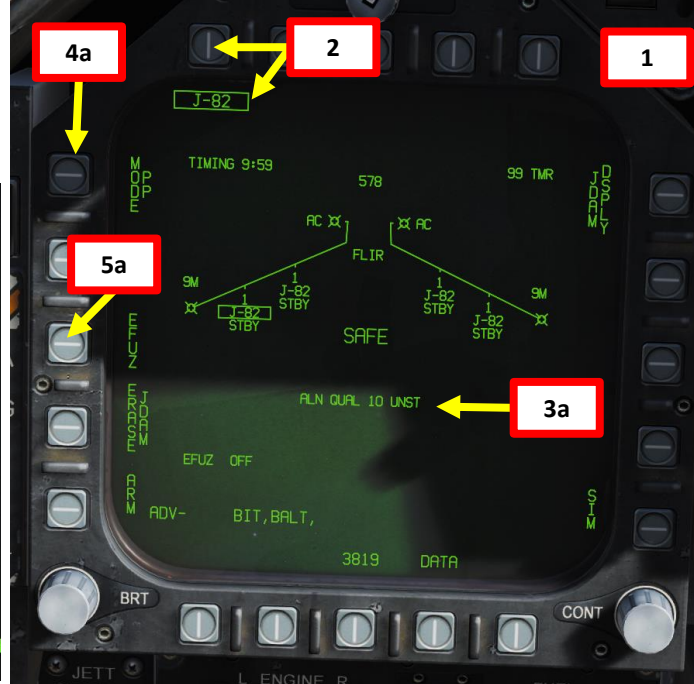 4a
2
1
J-82
MODE PP
TIMING 9:59
578
99 TMR
JDAM DSPLY
AC
AC
FLIR
5a
9M
9M
1
1
1
1
J-82
STBY
J-82
STBY
J-82
STBY
J-82
STBY
EFUZ
SAFE
ALN QUAL 10 UNST
3a
ERASE JDAM
EFUZ OFF
ARM
SIM
ADV- BIT,BALT,
3819 DATA
BRT
CONT
JETT
L ENGINE R